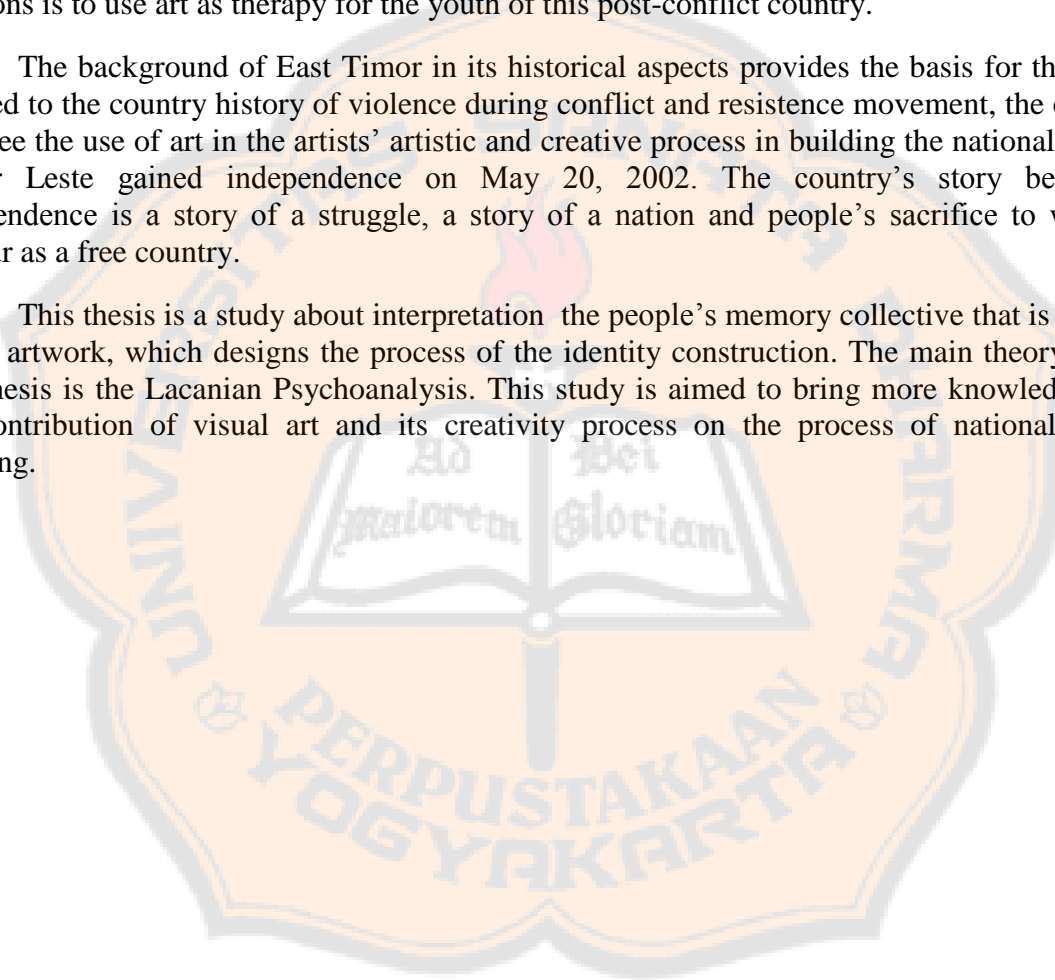 ons is to use art as therapy for the youth of this post-conflict country.
The background of East Timor in its historical aspects provides the basis for th
ed to the country history of violence during conflict and resistence movement, the
ee the use of art in the artists’ artistic and creative process in building the national
r Leste gained independence on May 20, 2002. The country’s story be
endence is a story of a struggle, a story of a nation and people’s sacrifice to
ur as a free country.
This thesis is a study about interpretation the people’s memory collective that is
artwork, which designs the process of the identity construction. The main theory
hesis is the Lacanian Psychoanalysis. This study is aimed to bring more knowled
ontribution of visual art and its creativity process on the process of national
ng.
UNIVERSITAS SANATA DHARMA
Ad Maiorem
Dei Gloriam
PERPUSTAKAAN
YOGYAKARTA